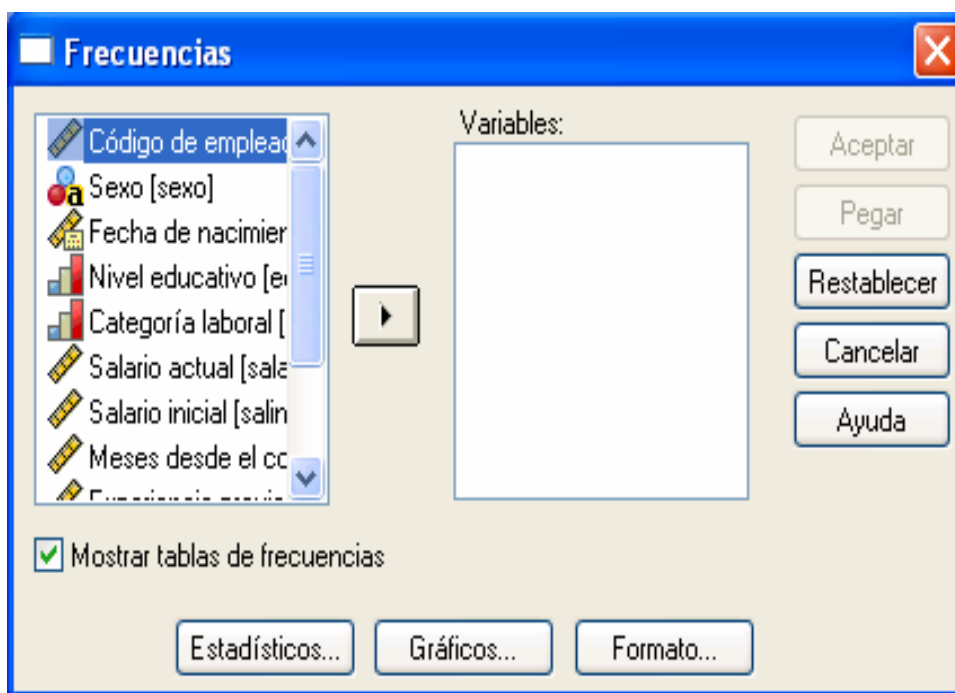 Frecuencias
Código de emplead
Sexo [sexo]
Fecha de nacimier
Nivel educativo [e
Categoría laboral [
Salario actual [sala
Salario inicial [salin
Meses desde el co
Variables:
Aceptar
Pegar
Restablecer
Cancelar
Ayuda
Mostrar tablas de frecuencias
Estadísticos...
Gráficos...
Formato...